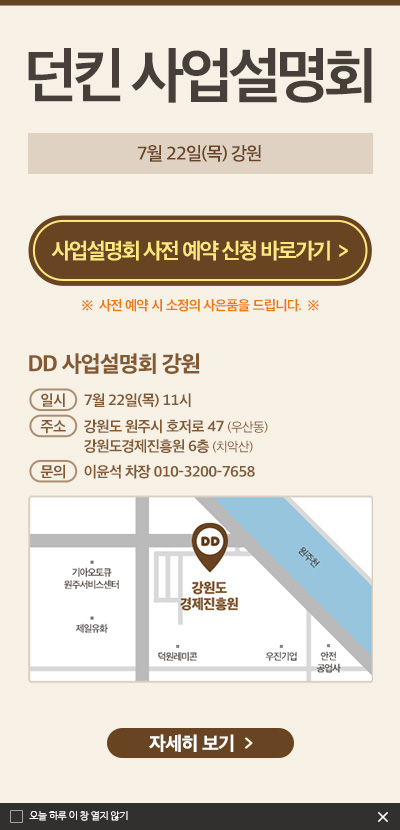 던킨 사업설명회
7월 22일(목) 강원
사업설명회 사전 예약 신청 바로가기 >
※ 사전 예약 시 소정의 사은품을 드립니다. ※
DD 사업설명회 강원
일시 7월 22일(목) 11시
주소 강원도 원주시 호저로 47 (우산동)
강원도경제진흥원 6층 (치악산)
문의 이윤석 차장 010-3200-7658
DD
원주천
기아오토큐
원주서비스센터
강원도
경제진흥원
제일유화
덕원레미콘
우진기업
안전
공업사
자세히 보기 >
오늘 하루 이 창 열지 않기